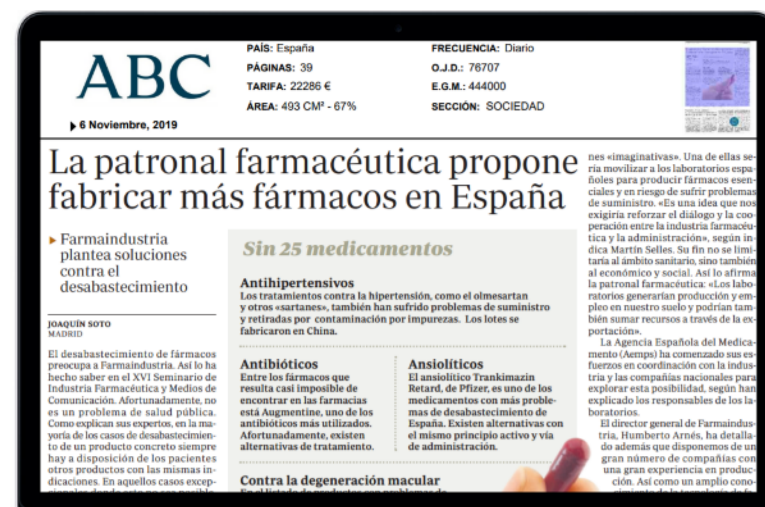 ABC
6 Noviembre, 2019
PAÍS: España
PÁGINAS: 39
TARIFA: 22286 €
ÁREA: 493 CM² - 67%
FRECUENCIA: Diario
O.J.D.: 76707
E.G.M.: 444000
SECCIÓN: SOCIEDAD
La patronal farmacéutica propone
fabricar más fármacos en España
Farmaindustria
plantea soluciones
contra el
desabastecimiento
JOAQUÍN SOTO
MADRID
El desabastecimiento de fármacos
preocupa a Farmaindustria. Así lo ha
hecho saber en el XVI Seminario de
Industria Farmacéutica y Medios de
Comunicación. Afortunadamente, no
es un problema de salud pública.
Como explican sus expertos, en la ma-
yoría de los casos de desabastecimien-
to de un producto concreto siempre
hay a disposición de los pacientes
otros productos con las mismas in-
dicaciones. En aquellos casos excep-
Sin 25 medicamentos
Antihipertensivos
Los tratamientos contra la hipertensión, como el olmesartan
y otros «sartanes», también han sufrido problemas de suministro
y retiradas por contaminación por impurezas. Los lotes se
fabricaron en China.
Antibióticos
Entre los fármacos que
resulta casi imposible de
encontrar en las farmacias
está Augmentine, uno de los
antibióticos más utilizados.
Afortunadamente, existen
alternativas de tratamiento.
Ansiolíticos
El ansiolítico Trankimazin
Retard, de Pfizer, es uno de los
medicamentos con más proble-
mas de desabastecimiento de
España. Existen alternativas con
el mismo principio activo y vía
de administración.
Contra la degeneración macular
nes «imaginativas». Una de ellas se-
ría movilizar a los laboratorios espa-
ñoles para producir fármacos esen-
ciales y en riesgo de sufrir problemas
de suministro. «Es una idea que nos
exigiría reforzar el diálogo y la coo-
peración entre la industria farmacéu-
tica y la administración», según in-
dica Martín Selles. Su fin no se limi-
taría al ámbito sanitario, sino también
al económico y social. Así lo afirma
la patronal farmacéutica: «Los labo-
ratorios generarían producción y em-
pleo en nuestro suelo y podrían tam-
bién sumar recursos a través de la ex-
portación».
La Agencia Española del Medica-
mento (Aemps) ha comenzado sus es-
fuerzos en coordinación con la indus-
tria y las compañías nacionales para
explorar esta posibilidad, según han
explicado los responsables de los la-
boratorios.
El director general de Farmaindus-
tria, Humberto Arnés, ha detalla-
do además que disponemos de un
gran número de compañías con
una gran experiencia en produc-
ción. Así como un amplio cono-